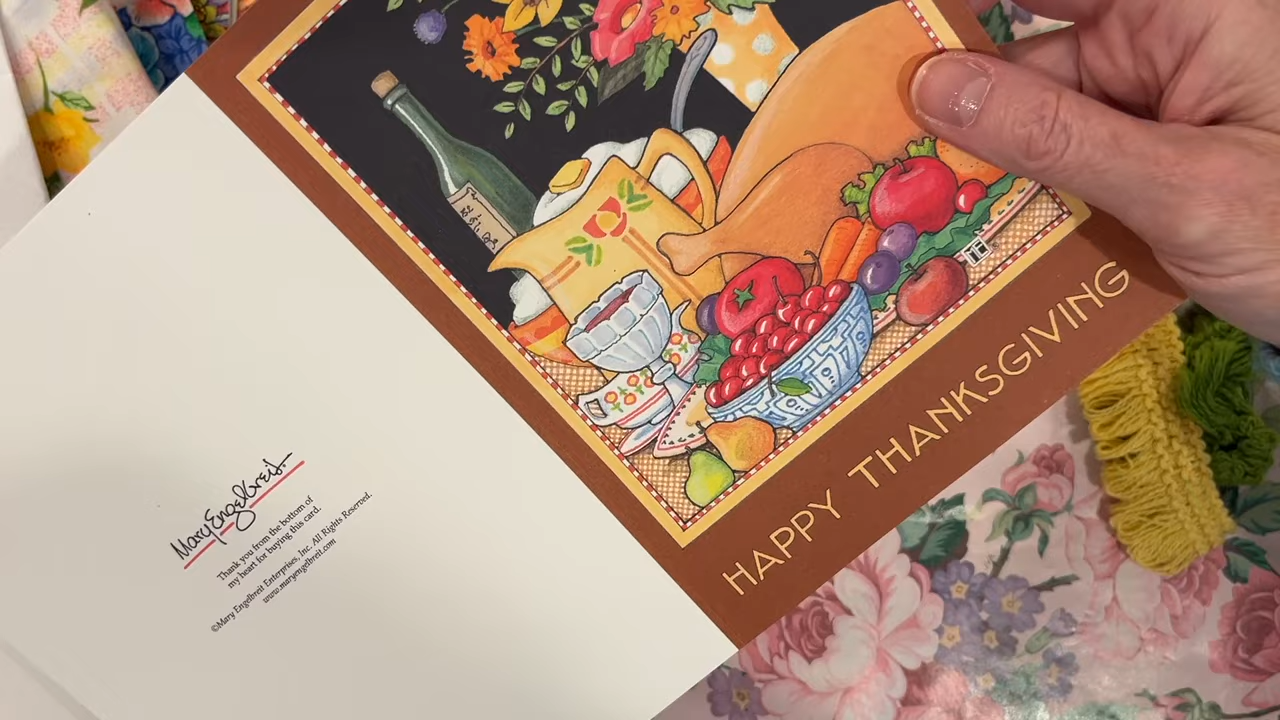 Mary Engelbreit
Thank you from the bottom of
my heart for buying this card.
©Mary Engelbreit Enterprises, Inc. All Rights Reserved.
www.maryengelbreit.com
ME
HAPPY THANKSGIVING